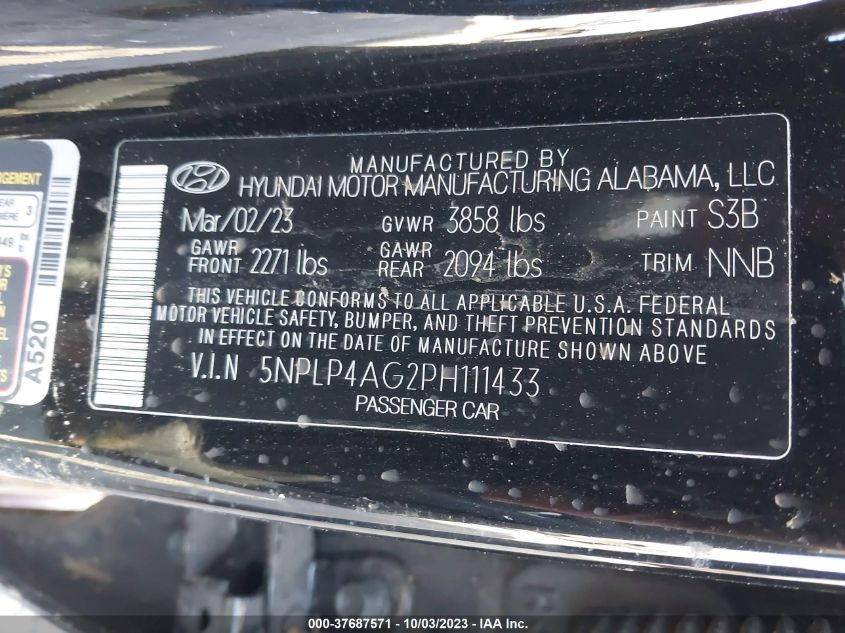 MANUFACTURED BY
HYUNDAI MOTOR MANUFACTURING ALABAMA, LLC
Mar/02/23 GVWR 3858 lbs PAINT S3B
GAWR FRONT 2271 lbs GAWR REAR 2094 lbs TRIM NNB
THIS VEHICLE CONFORMS TO ALL APPLICABLE U.S.A. FEDERAL
MOTOR VEHICLE SAFETY, BUMPER, AND THEFT PREVENTION STANDARDS
IN EFFECT ON THE DATE OF MANUFACTURE SHOWN ABOVE
V.I.N 5NPLP4AG2PH111433
PASSENGER CAR
A520
3
000-37687571 - 10/03/2023 - Copyright © IAA, Inc.